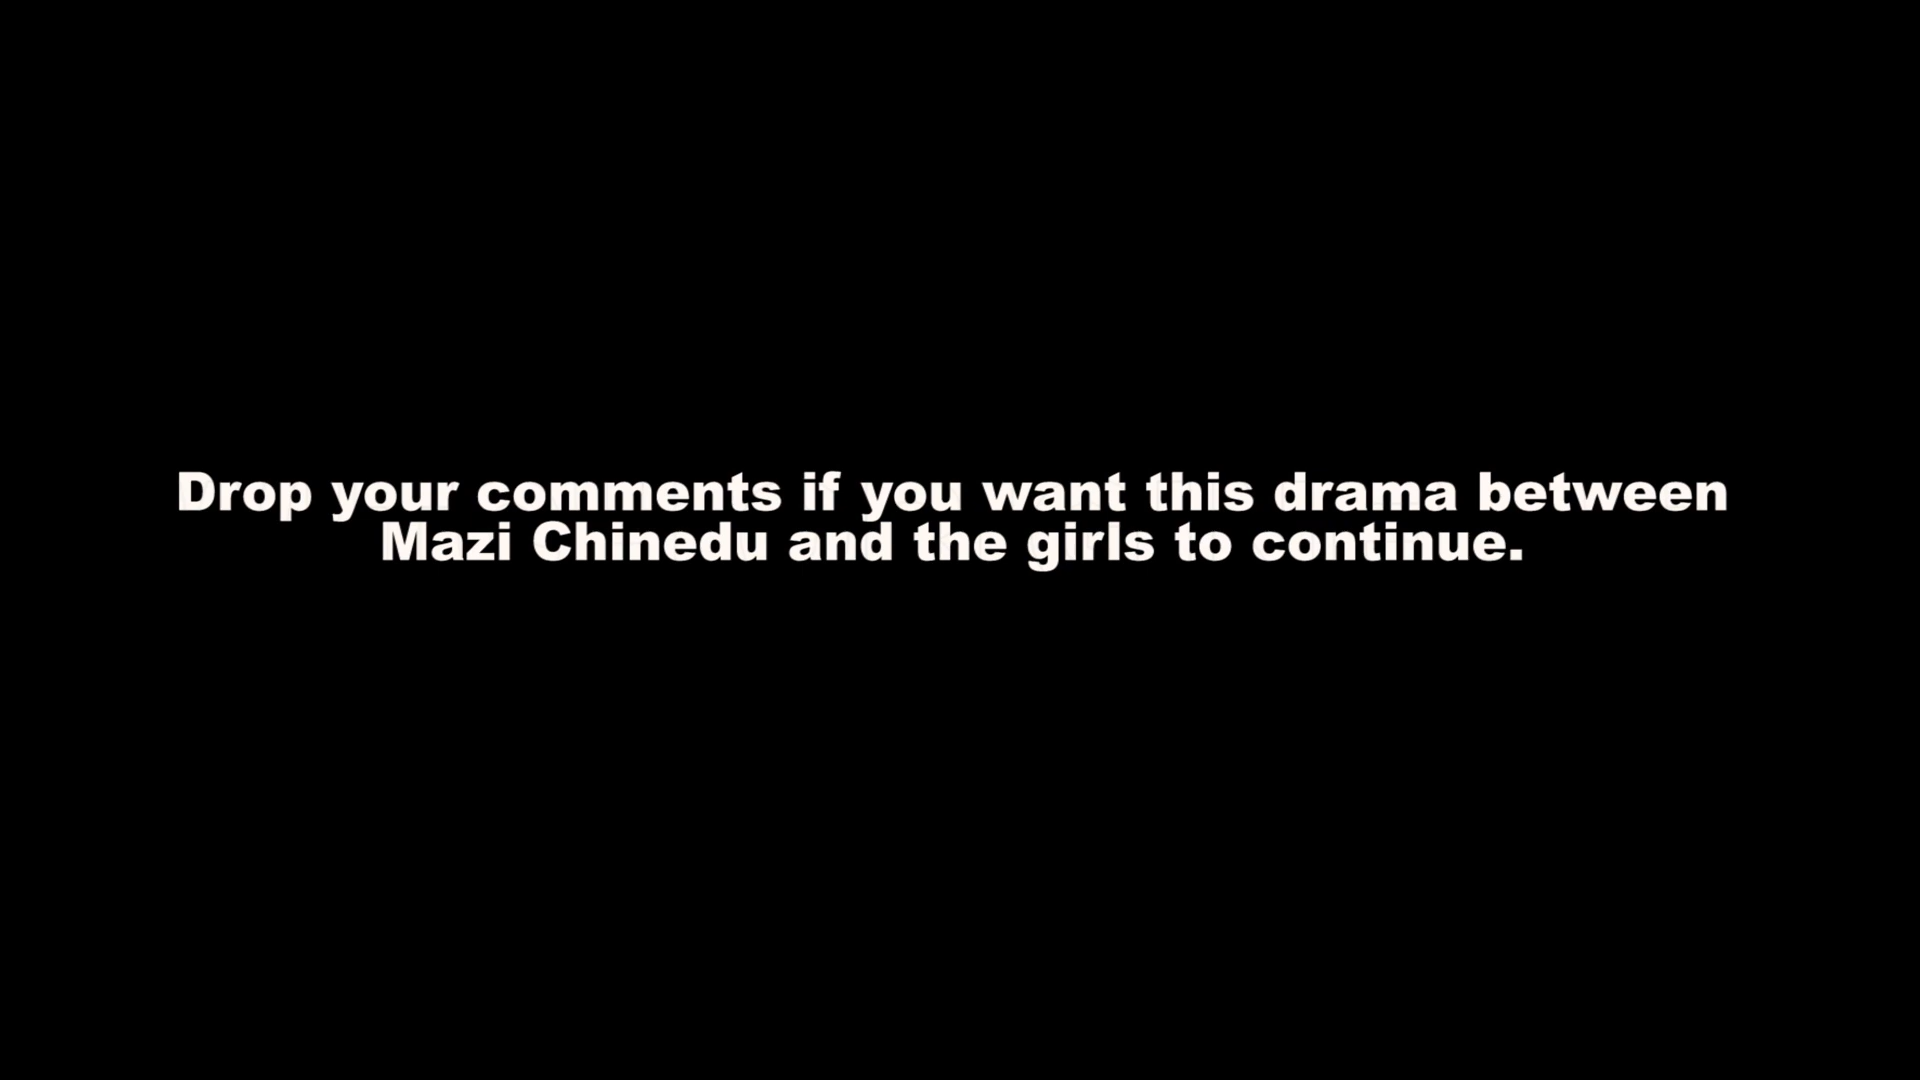 Drop your comments if you want this drama between
Mazi Chinedu and the girls to continue.